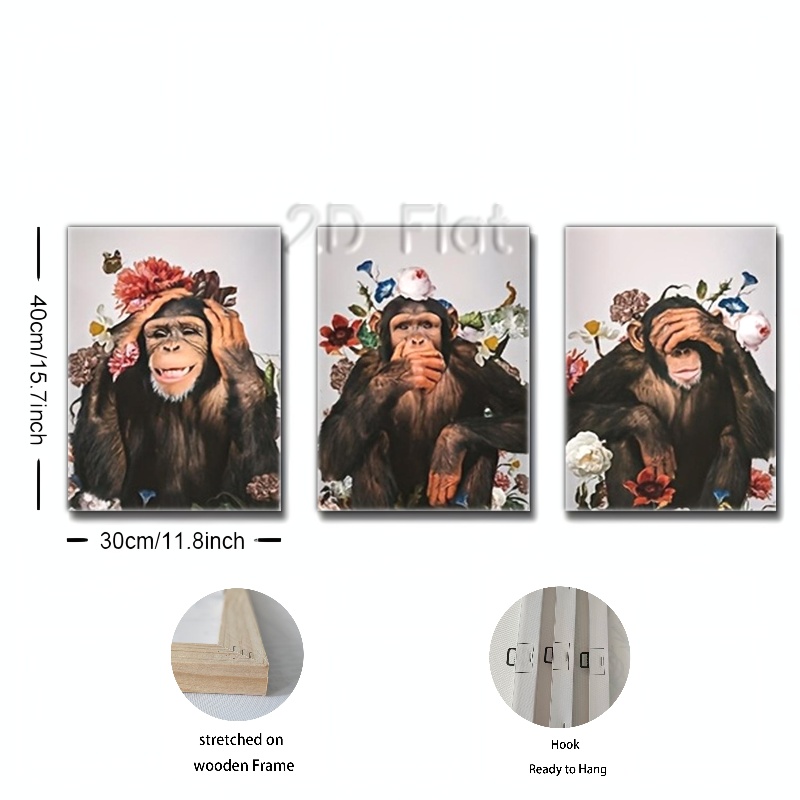 2D Flat
40cm/15.7inch
30cm/11.8inch
stretched on
wooden Frame
Hook
Ready to Hang